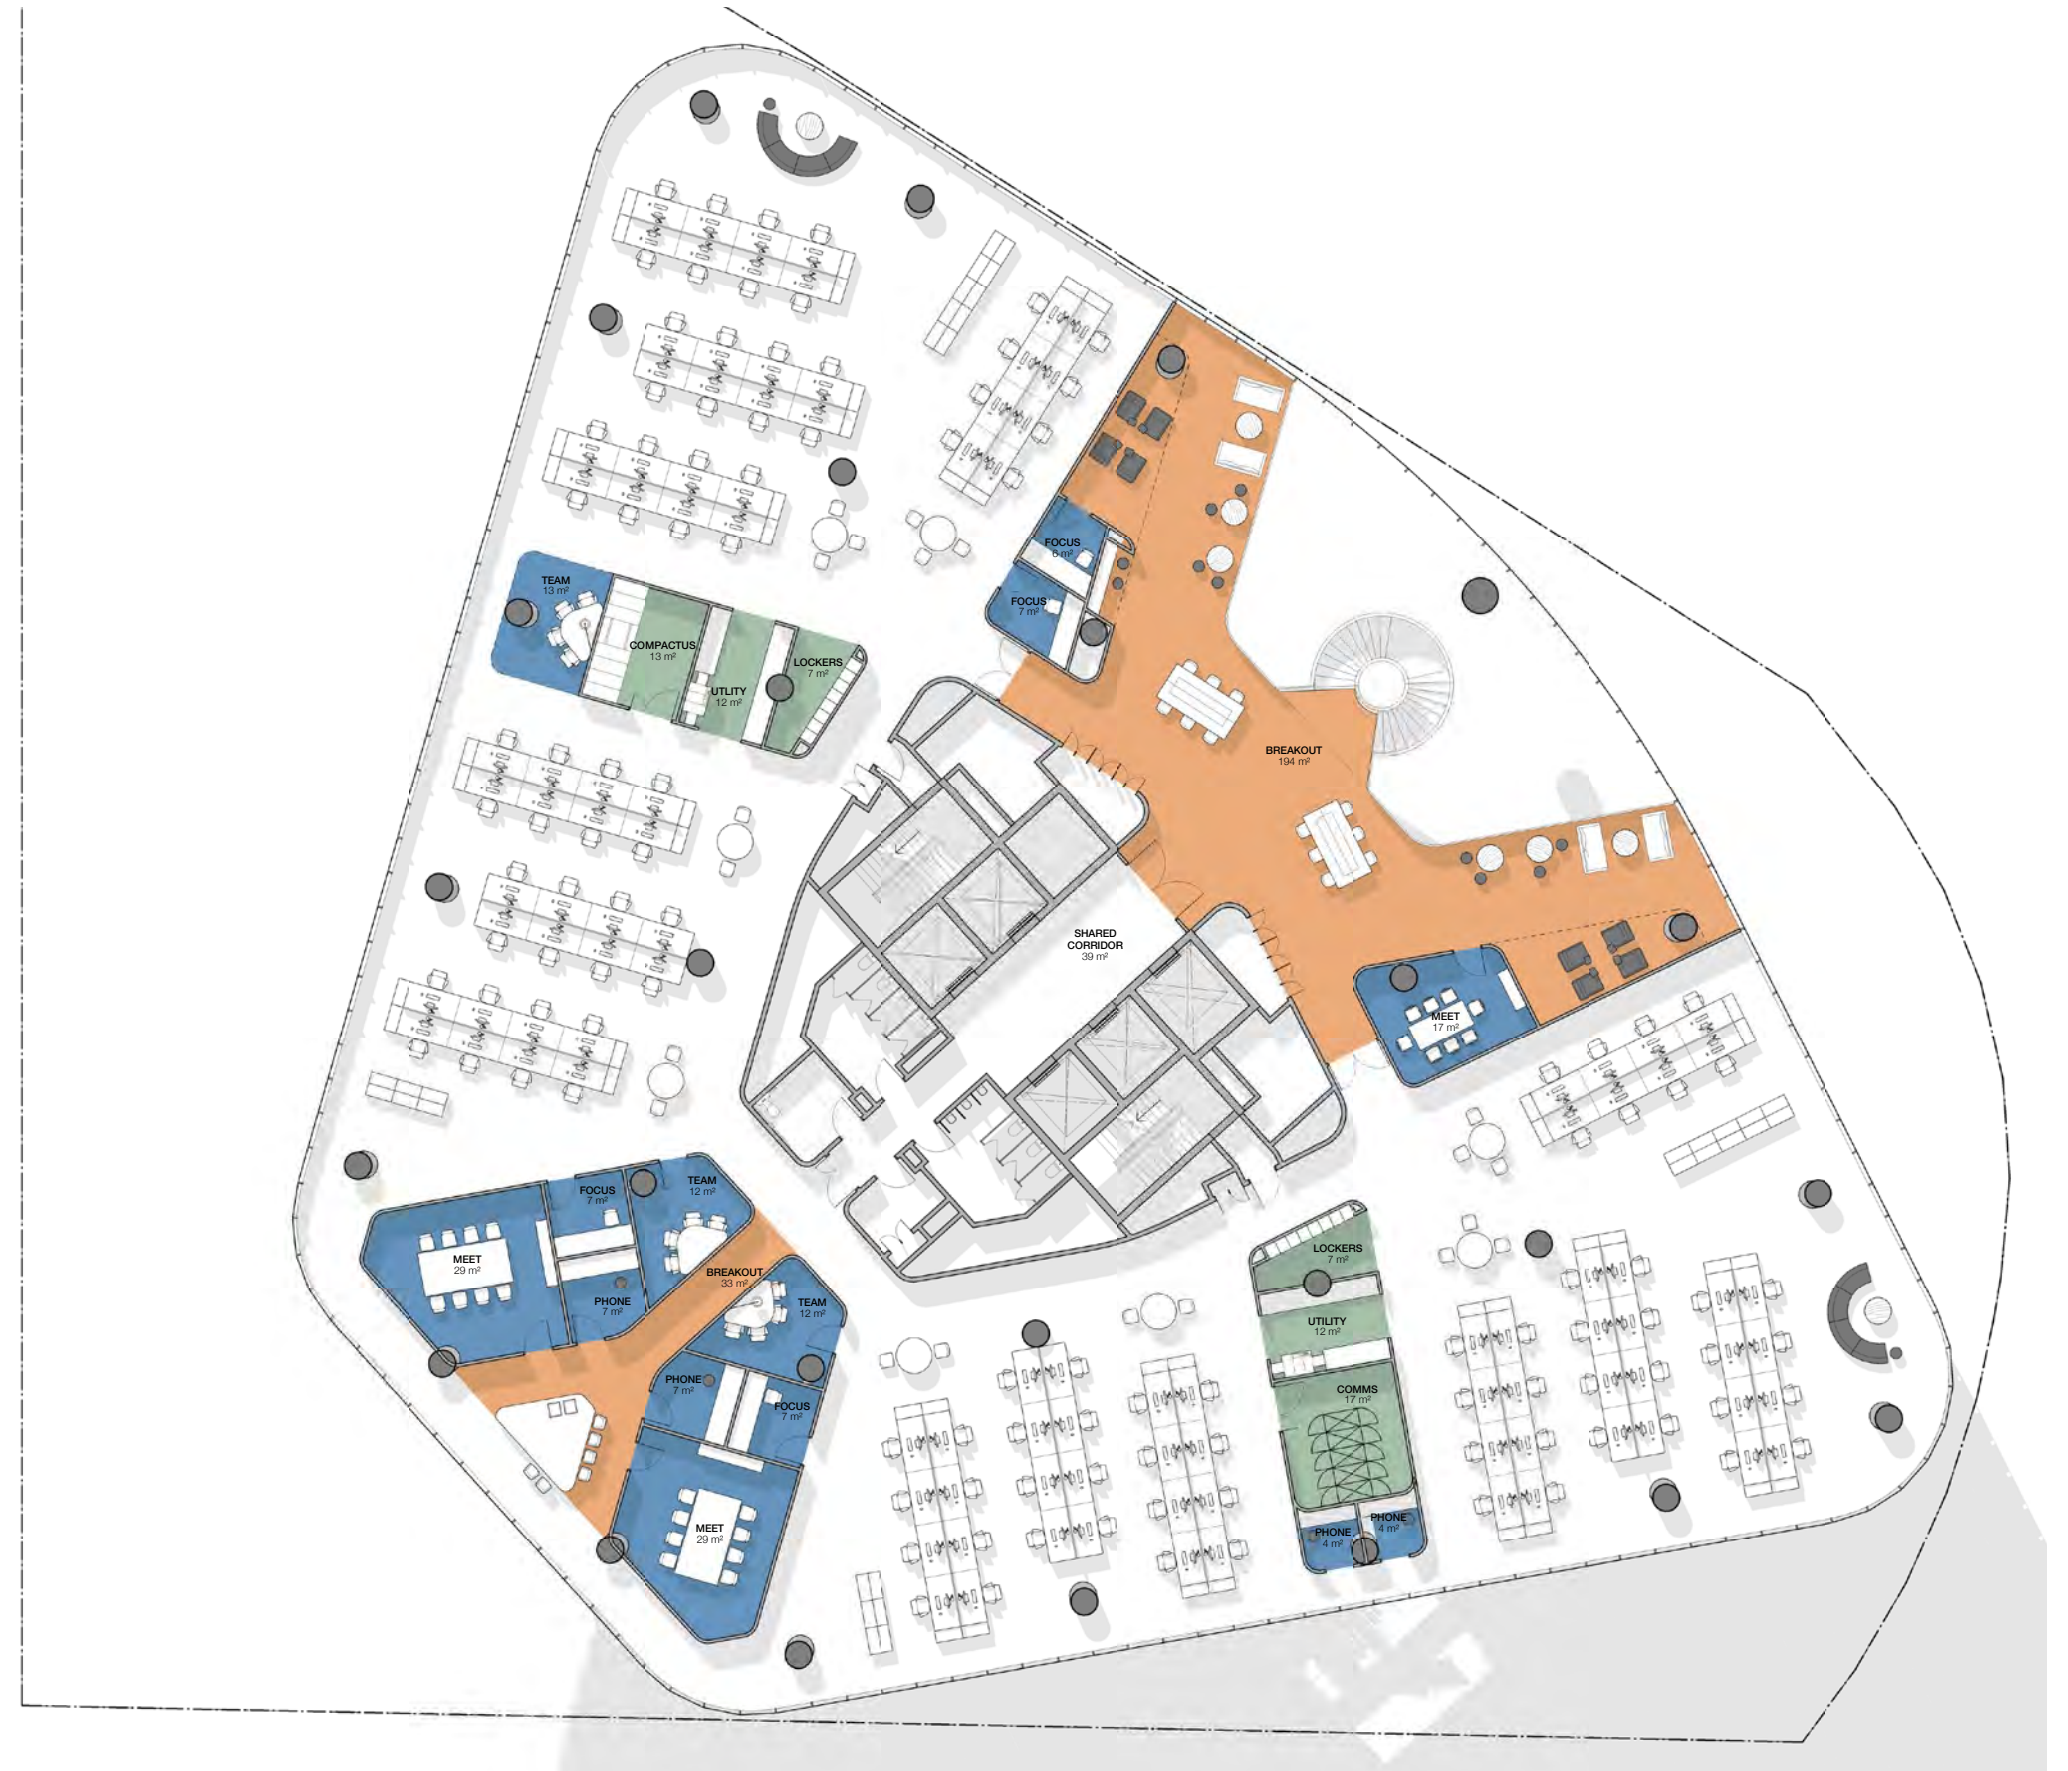 FOCUS
6 m²
FOCUS
7 m²
TEAM
13 m²
COMPACTUS
13 m²
UTLITY
12 m²
LOCKERS
7 m²
BREAKOUT
194 m²
SHARED
CORRIDOR
39 m²
MEET
17 m²
FOCUS
7 m²
TEAM
12 m²
MEET
29 m²
PHONE
7 m²
BREAKOUT
33 m²
TEAM
12 m²
PHONE
7 m²
FOCUS
7 m²
MEET
29 m²
LOCKERS
7 m²
UTILITY
12 m²
COMMS
17 m²
PHONE
4 m²
PHONE
4 m²